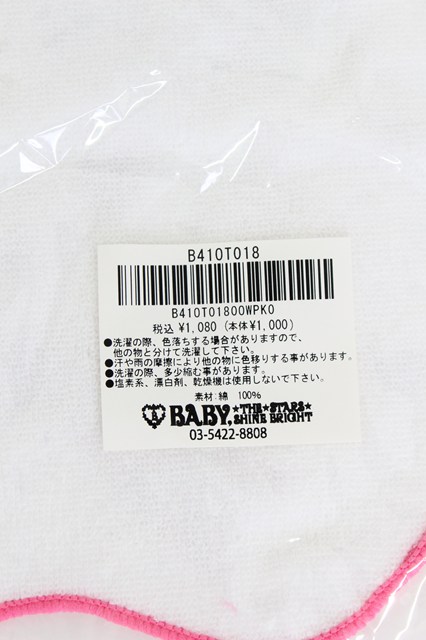 B410T018
B410T01800WPK0
税込 ¥1,080 (本体¥1,000)
●洗濯の際、色落ちする場合がありますので、
他の物と分けて洗濯して下さい。
●汗や雨の摩擦により他の物に色移りする事があります。
●洗濯の際、多少縮む事があります。
●塩素系、漂白剤、乾燥機は使用しないで下さい。
素材:綿 100%
BABY, THE STARS
SHINE BRIGHT
03-5422-8808